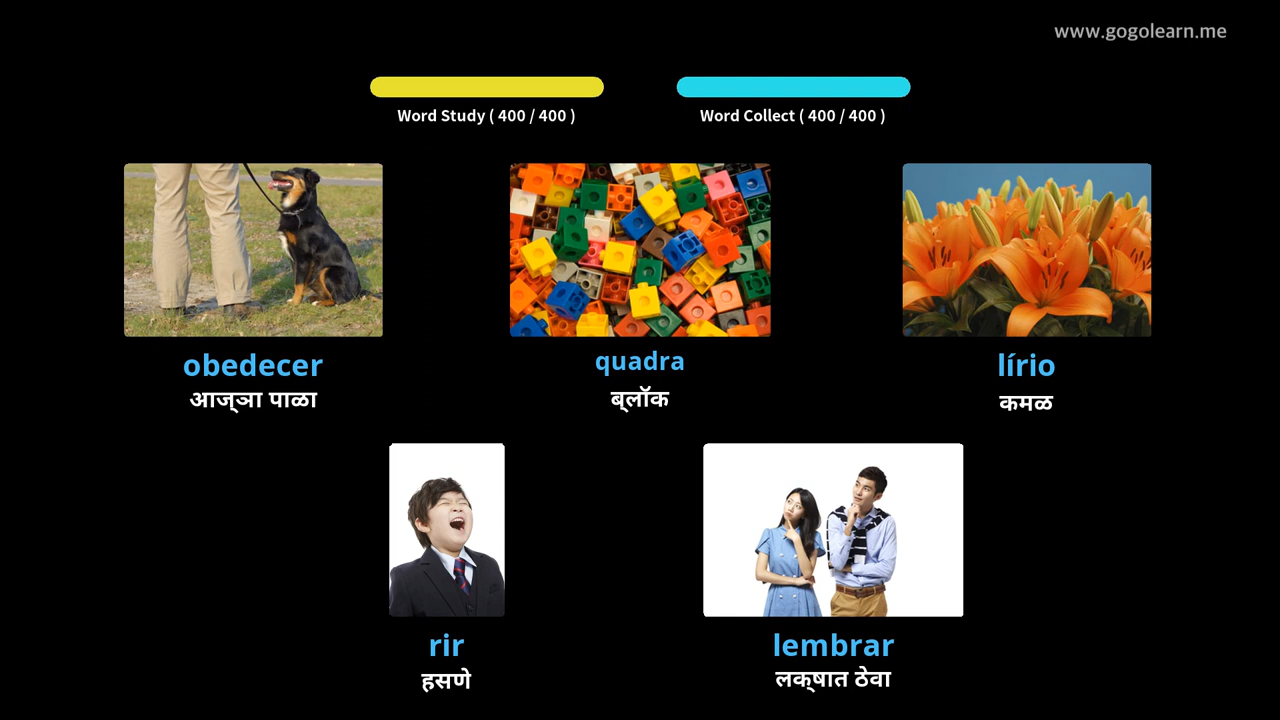 www.gogolearn.me
Word Study ( 400 / 400 )
Word Collect ( 400 / 400 )
obedecer
आज्ञा पाळा
quadra
ब्लॉक
lírio
कमळ
rir
हसणे
lembrar
लक्षात ठेवा